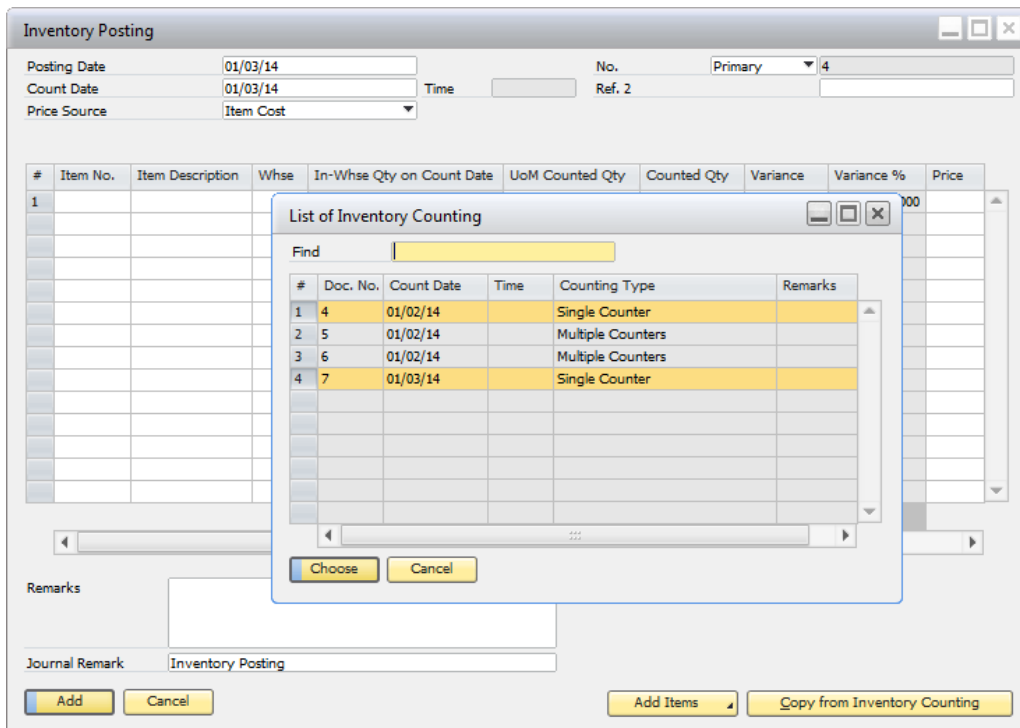 Inventory Posting
Posting Date 01/03/14 No. Primary 4
Count Date 01/03/14 Time Ref. 2
Price Source Item Cost
# Item No. Item Description Whse In-Whse Qty on Count Date UoM Counted Qty Counted Qty Variance Variance % Price
1 000
List of Inventory Counting
Find
# Doc. No. Count Date Time Counting Type Remarks
1 4 01/02/14 Single Counter
2 5 01/02/14 Multiple Counters
3 6 01/02/14 Multiple Counters
4 7 01/03/14 Single Counter
Choose Cancel
Remarks
Journal Remark Inventory Posting
Add Cancel Add Items Copy from Inventory Counting